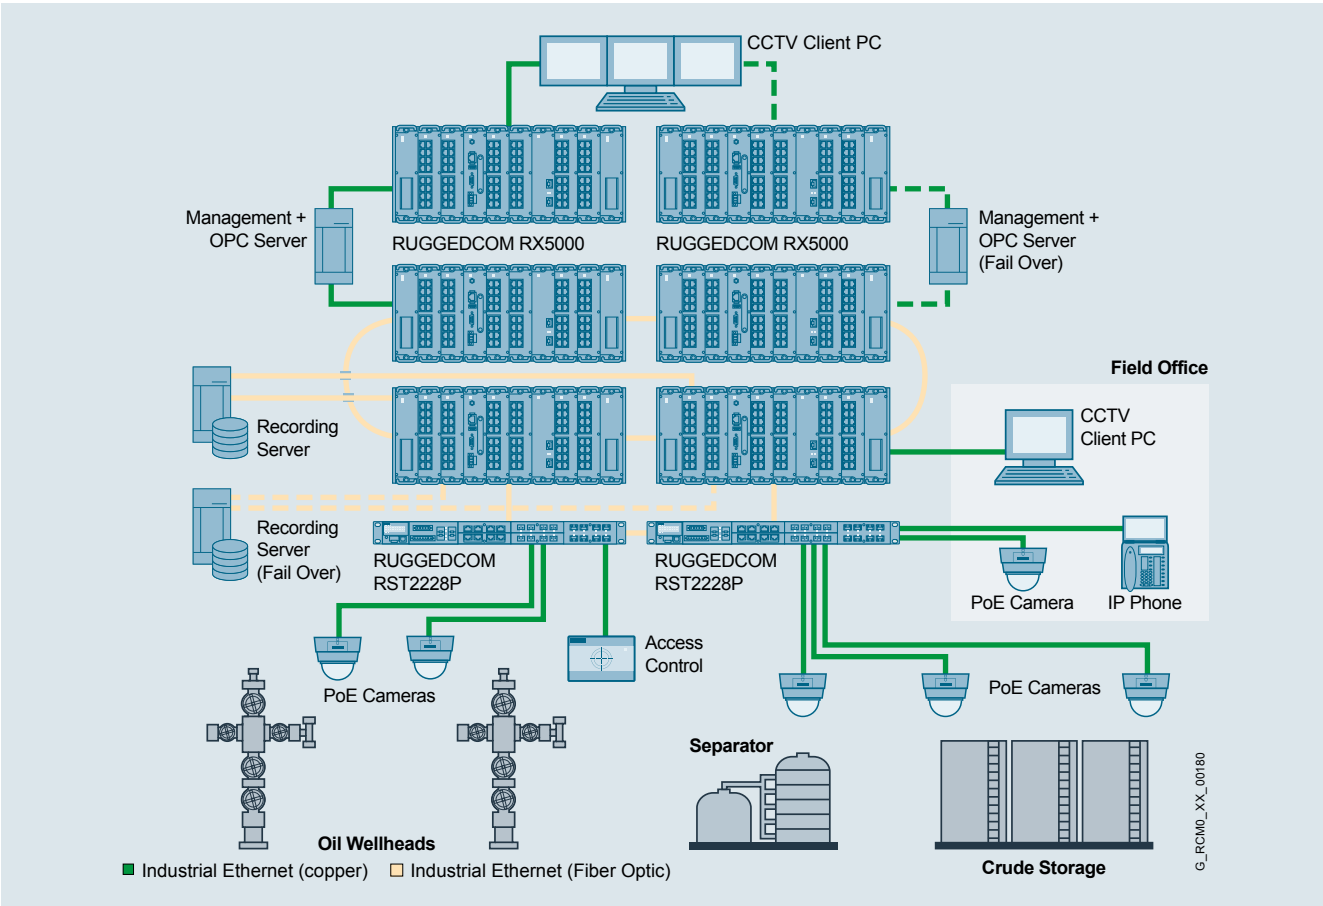 CCTV Client PC
Management +
OPC Server
RUGGEDCOM RX5000
RUGGEDCOM RX5000
Management +
OPC Server
(Fail Over)
Field Office
CCTV
Client PC
Recording
Server
Recording
Server
(Fail Over)
RUGGEDCOM
RST2228P
RUGGEDCOM
RST2228P
PoE Camera
IP Phone
Access
Control
PoE Cameras
PoE Cameras
Separator
Oil Wellheads
Crude Storage
G_RCM0_XX_00180
Industrial Ethernet (copper)
Industrial Ethernet (Fiber Optic)